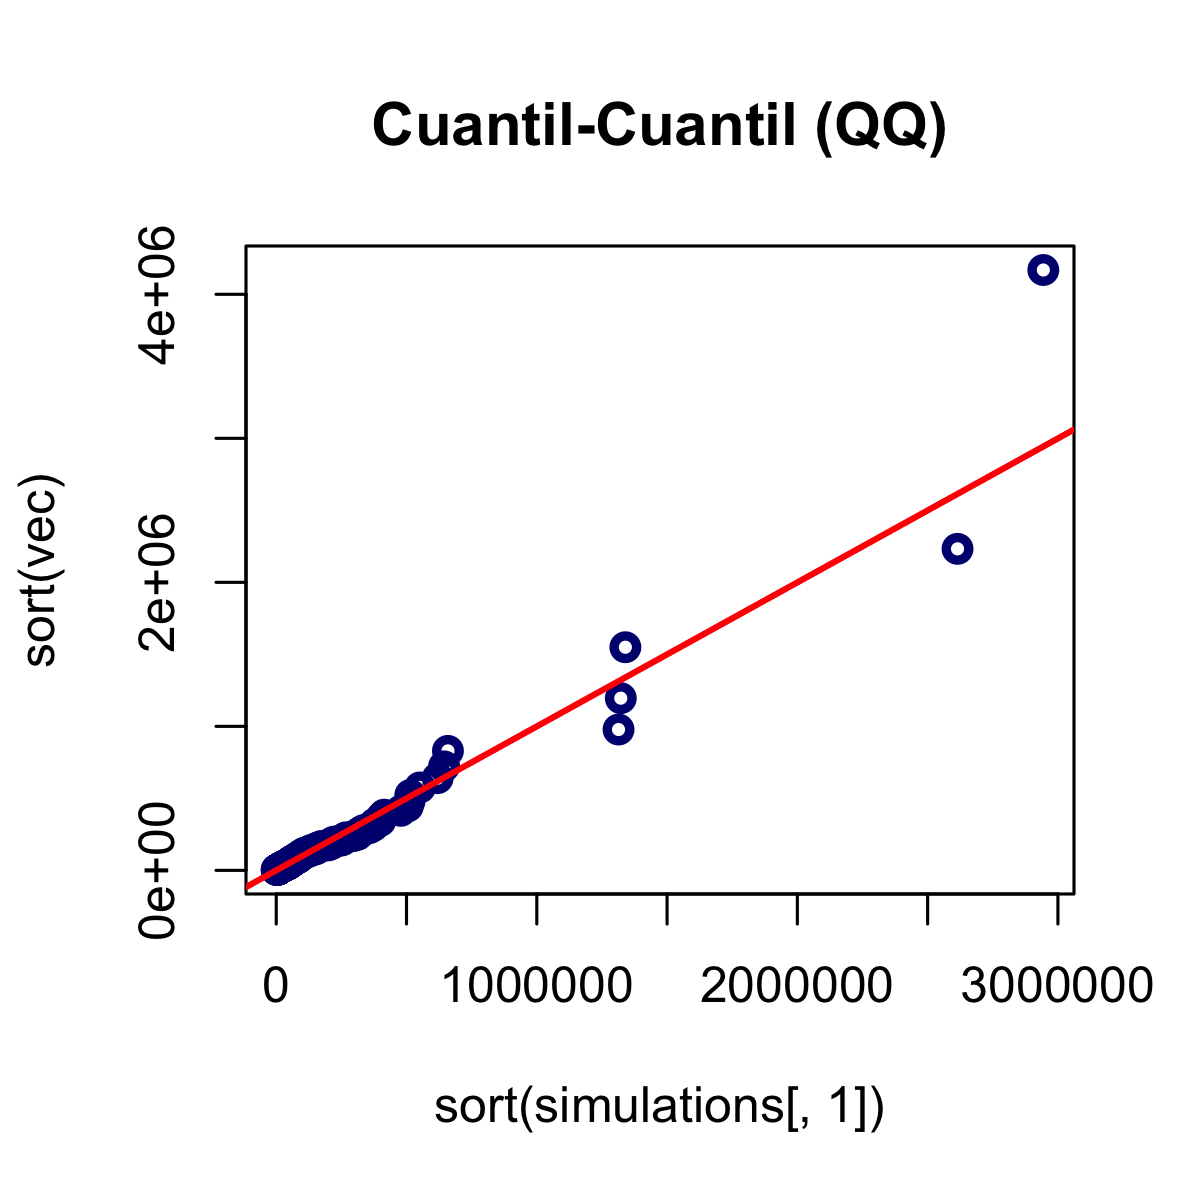 Cuantil-Cuantil (QQ)
4e+06
2e+06
0e+00
sort(vec)
0 1000000 2000000 3000000
sort(simulations[, 1])